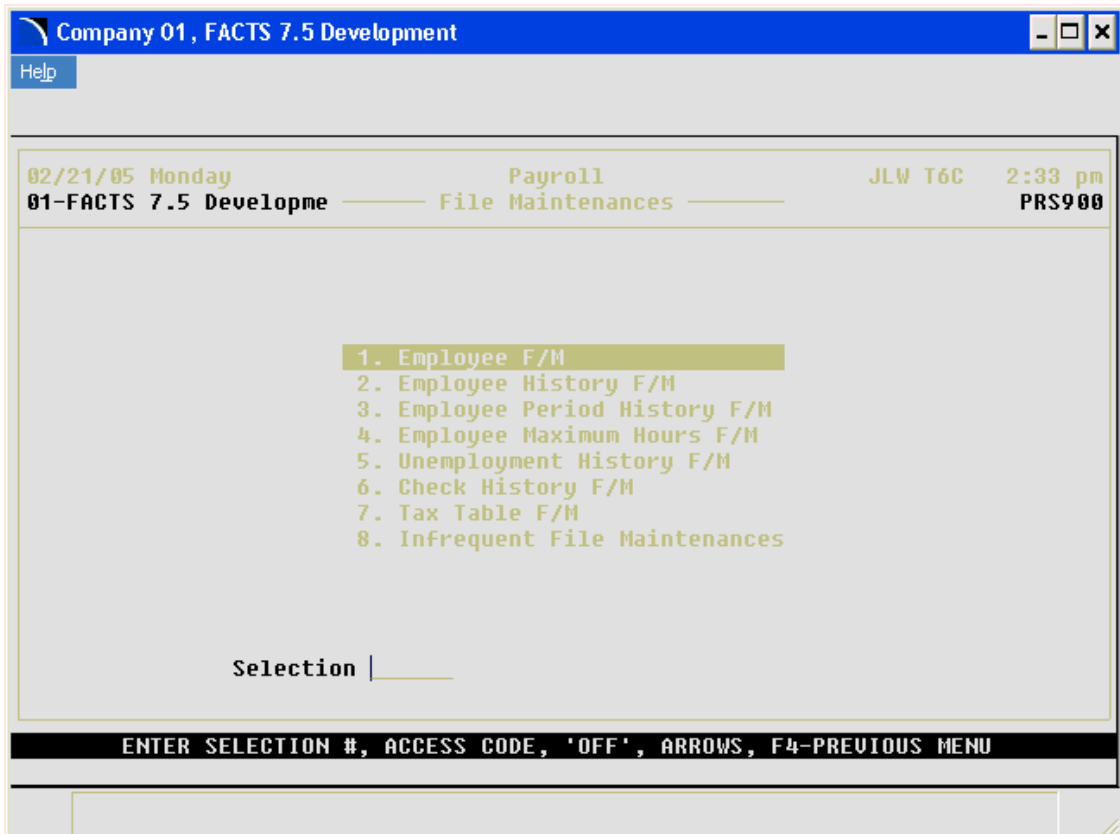 Company 01, FACTS 7.5 Development
Help
02/21/05 Monday Payroll JLW T6C 2:33 pm
01-FACTS 7.5 Developme File Maintenances PRS900
1. Employee F/M
2. Employee History F/M
3. Employee Period History F/M
4. Employee Maximum Hours F/M
5. Unemployment History F/M
6. Check History F/M
7. Tax Table F/M
8. Infrequent File Maintenances
Selection
ENTER SELECTION #, ACCESS CODE, 'OFF', ARROWS, F4-PREVIOUS MENU